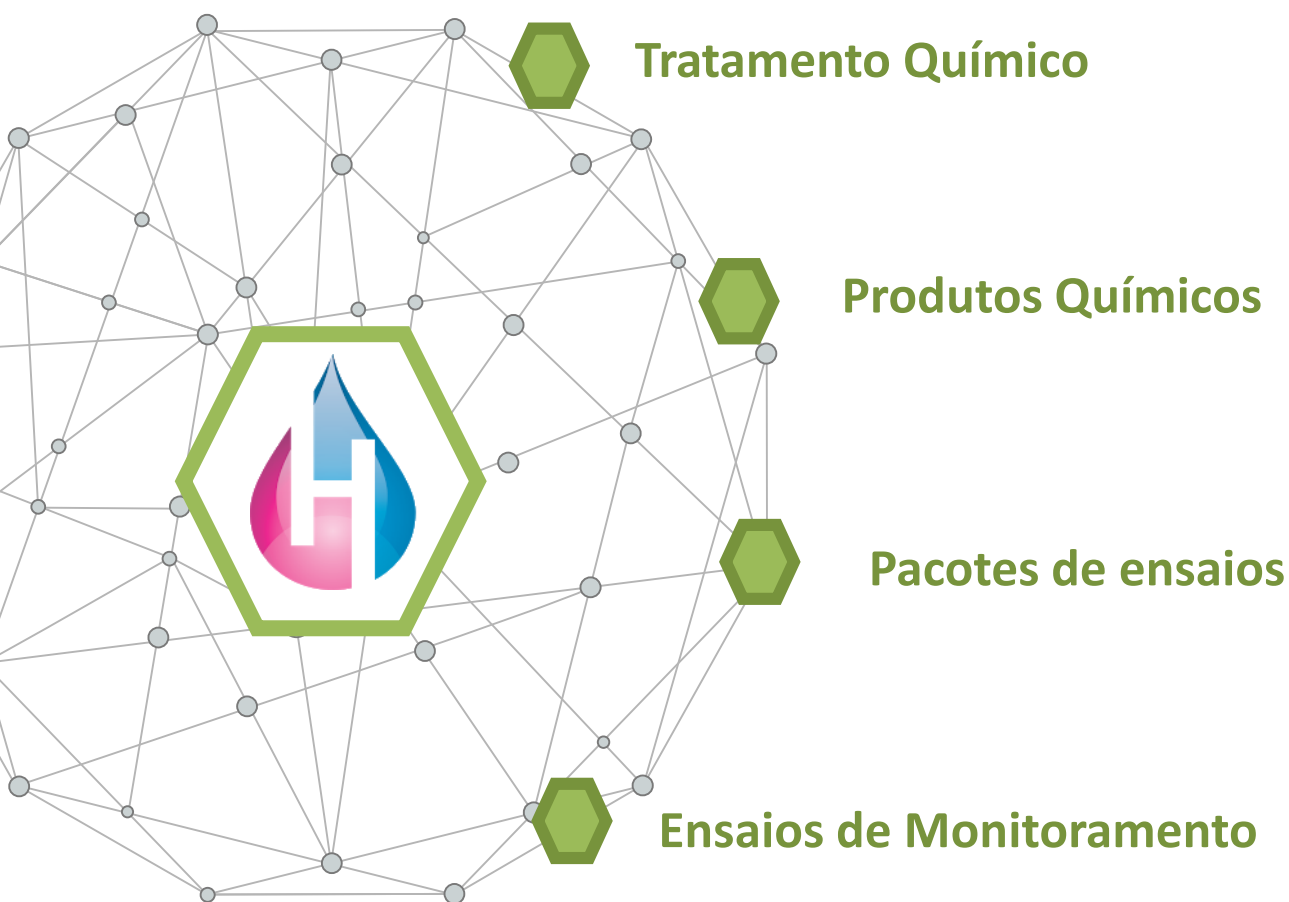 Tratamento Químico
Produtos Químicos
H
Pacotes de ensaios
Ensaios de Monitoramento